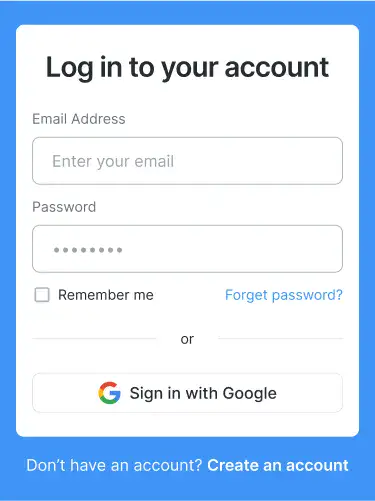 Log in to your account
Email Address
Enter your email
Password
••••••••
Remember me Forget password?
or
Sign in with Google
Don’t have an account? Create an account